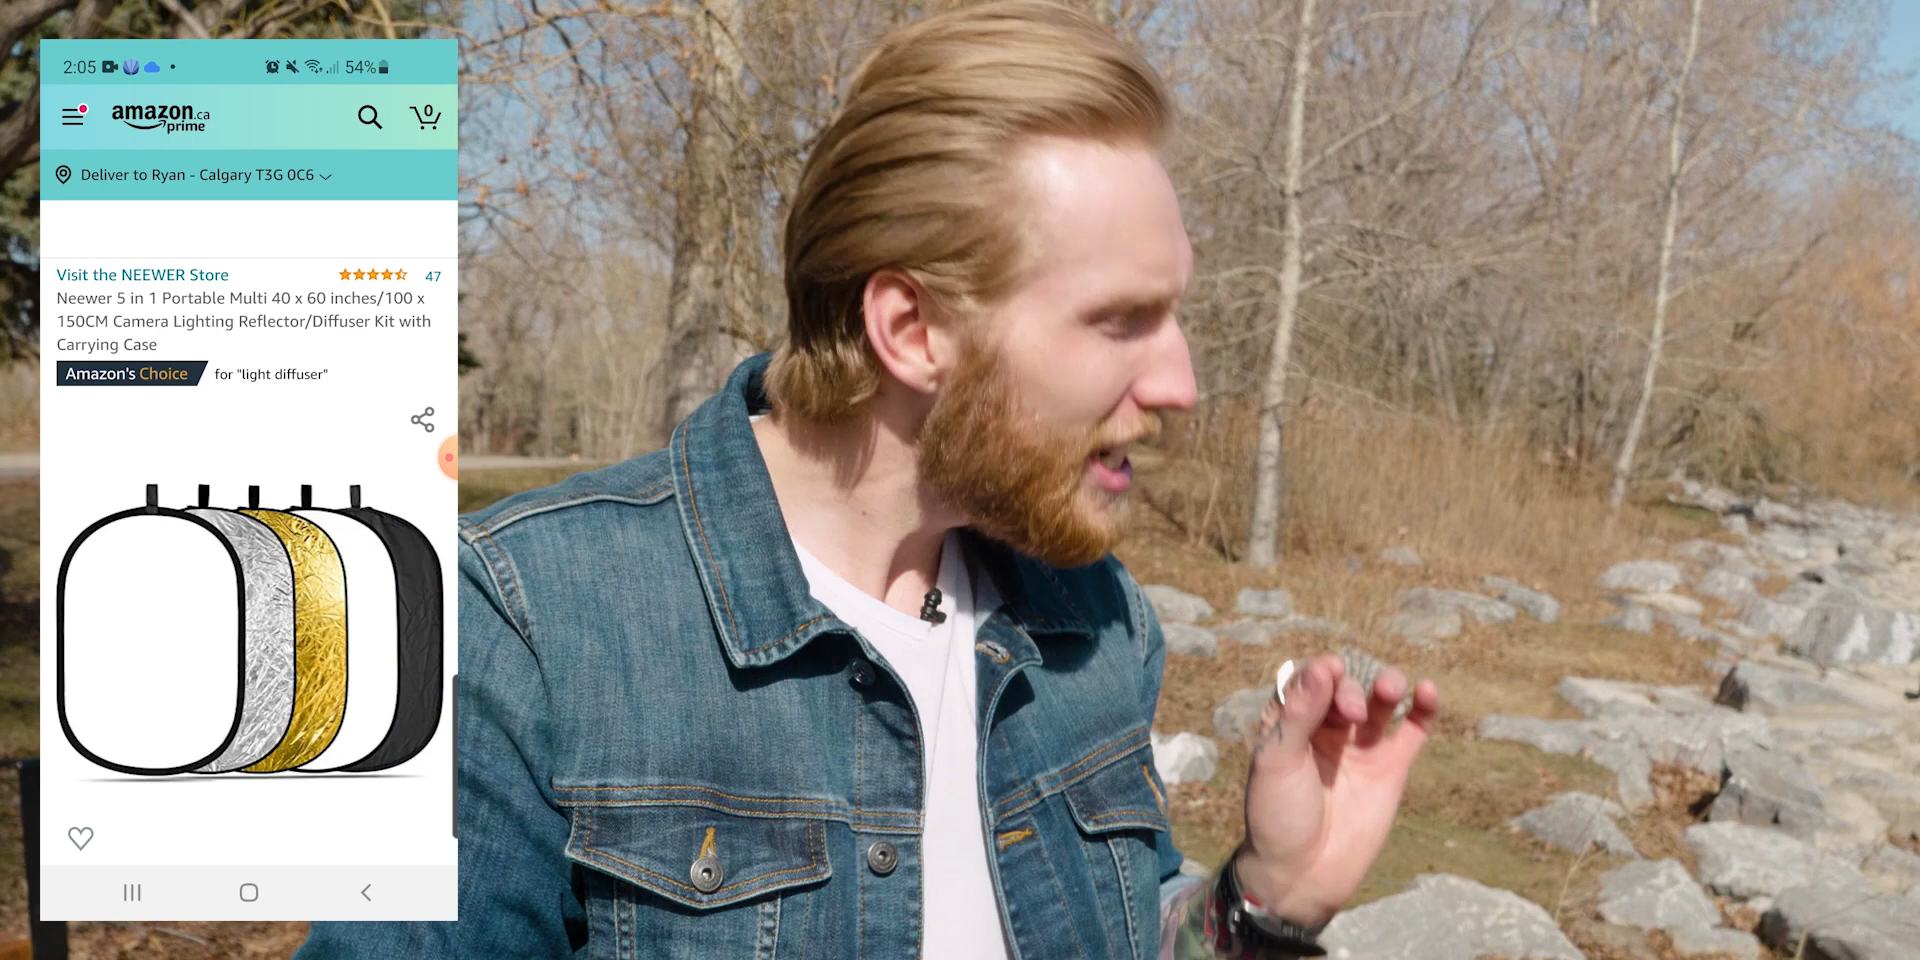 2:05
54%
amazon.ca
prime
0
Deliver to Ryan - Calgary T3G 0C6
Visit the NEEWER Store
47
Neewer 5 in 1 Portable Multi 40 x 60 inches/100 x
150CM Camera Lighting Reflector/Diffuser Kit with
Carrying Case
Amazon's Choice for "light diffuser"